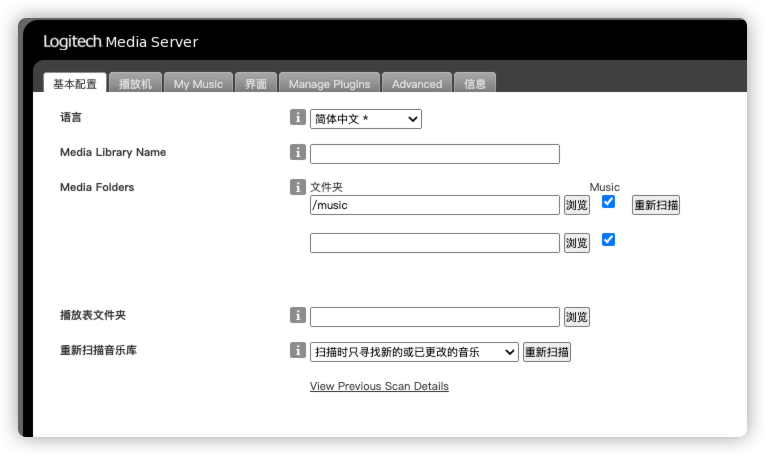 Logitech Media Server
基本配置 播放机 My Music 界面 Manage Plugins Advanced 信息
语言 i 简体中文 *
Media Library Name i
Media Folders i 文件夹 Music
/music 浏览 重新扫描
浏览
播放表文件夹 i 浏览
重新扫描音乐库 i 扫描时只寻找新的或已更改的音乐 重新扫描
View Previous Scan Details